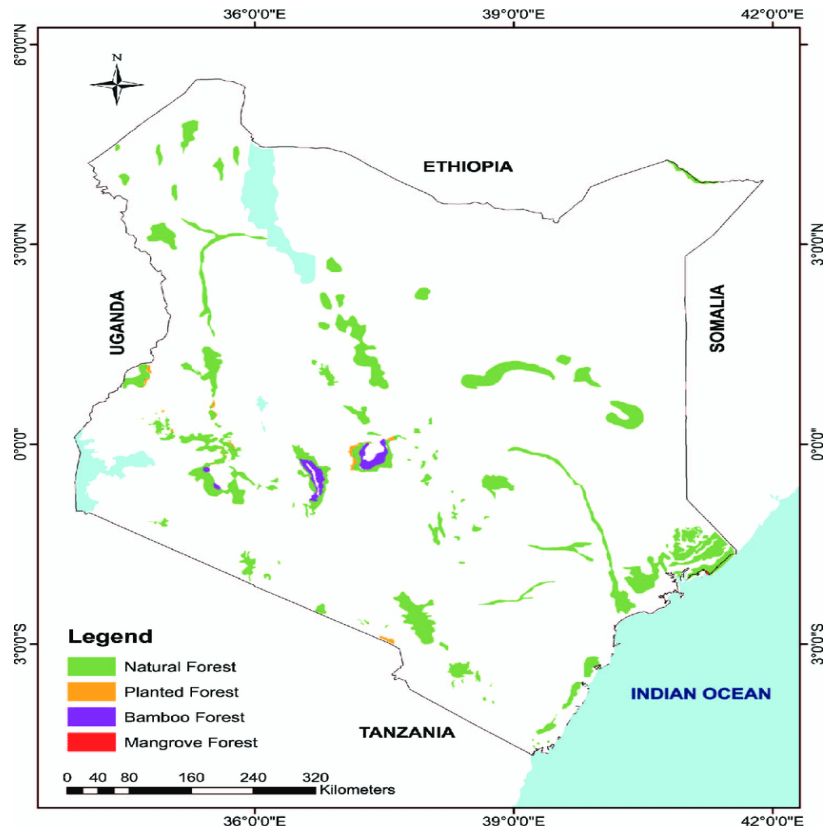 36°0'0"E 39°0'0"E 42°0'0"E
6°0'0"N
N
ETHIOPIA
3°0'0"N
UGANDA
SOMALIA
0°0'0"
3°0'0"S
Legend
Natural Forest
Planted Forest
Bamboo Forest
Mangrove Forest
INDIAN OCEAN
TANZANIA
0 40 80 160 240 320
Kilometers
36°0'0"E 39°0'0"E 42°0'0"E
6°0'0"N
3°0'0"N
0°0'0"
3°0'0"S